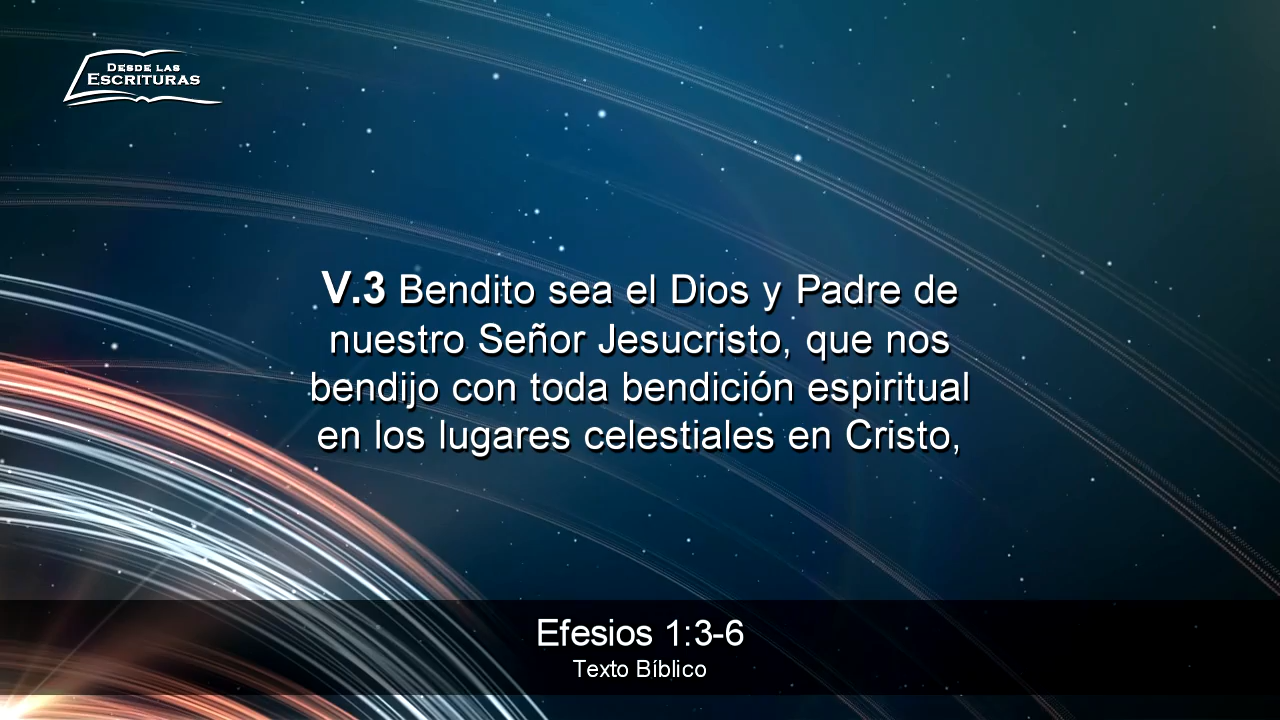 DESDE LAS
ESCRITURAS
V.3 Bendito sea el Dios y Padre de
nuestro Señor Jesucristo, que nos
bendijo con toda bendición espiritual
en los lugares celestiales en Cristo,
Efesios 1:3-6
Texto Bíblico